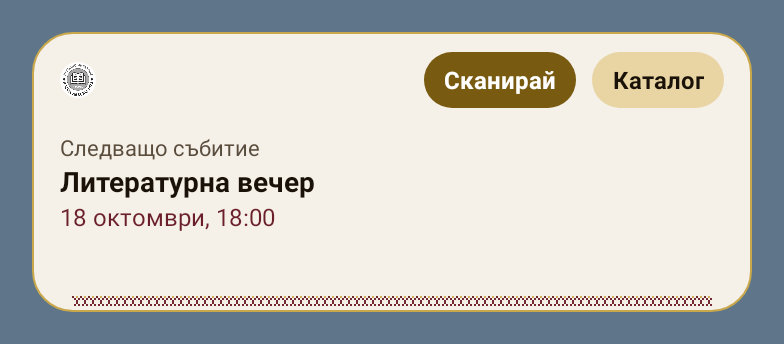 Сканирай
Каталог
Следващо събитие
Литературна вечер
18 октомври, 18:00